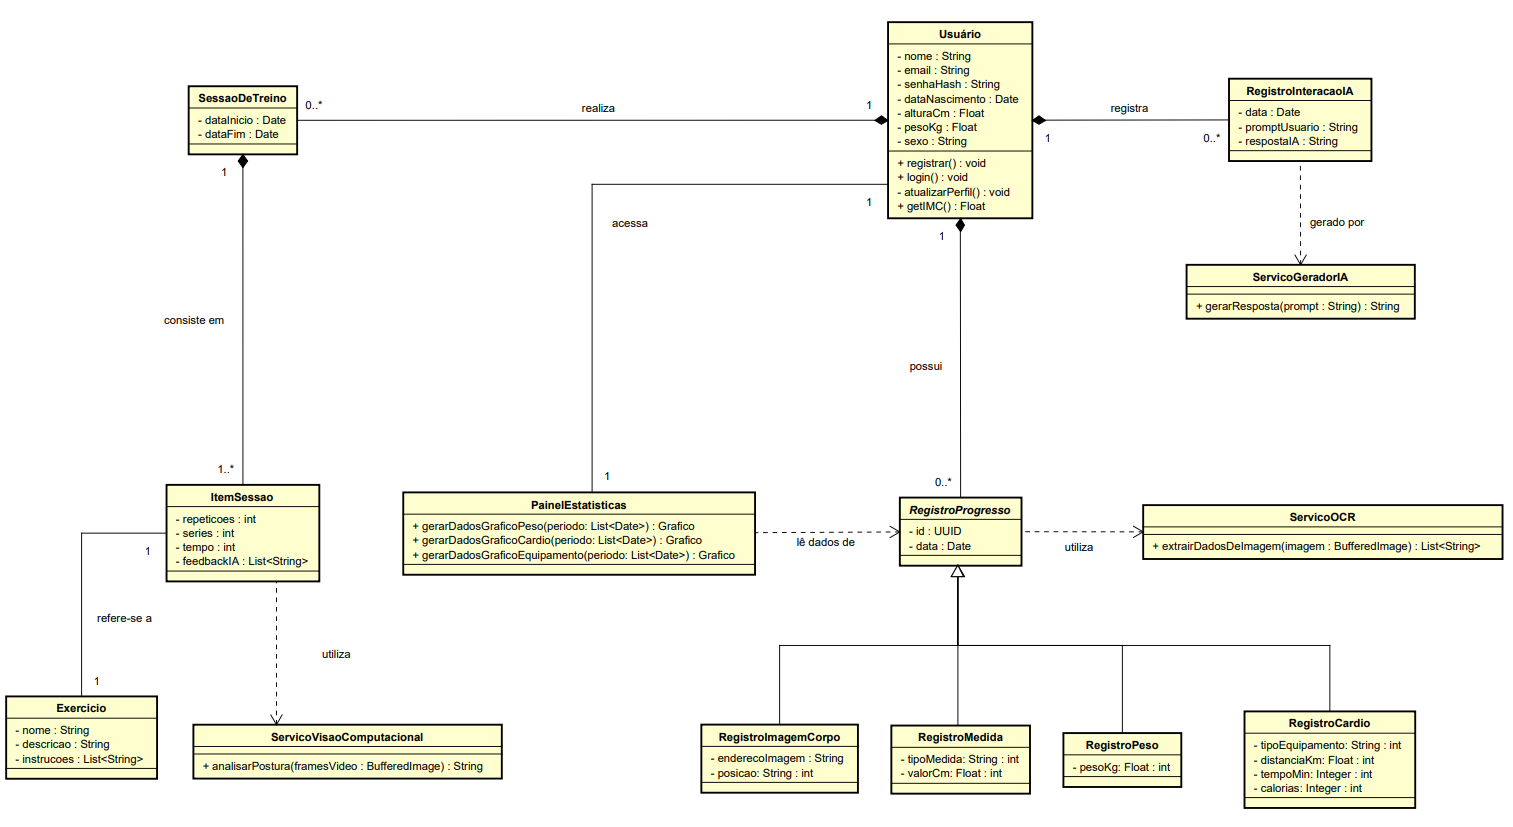 Usuário
- nome : String
- email : String
- senhaHash : String
- dataNascimento : Date
- alturaCm : Float
- pesoKg : Float
- sexo : String
+ registrar() : void
+ login() : void
- atualizarPerfil() : void
+ getIMC() : Float
SessaoDeTreino
- dataInicio : Date
- dataFim : Date
0..*
realiza
1
registra
1
0..*
RegistroInteracaoIA
- data : Date
- promptUsuario : String
- respostaIA : String
1
acessa
1
gerado por
1
ServicoGeradorIA
+ gerarResposta(prompt : String) : String
consiste em
possui
1..*
1
0..*
ItemSessao
- repeticoes : int
- series : int
- tempo : int
- feedbackIA : List<String>
PainelEstatisticas
+ gerarDadosGraficoPeso(periodo: List<Date>) : Grafico
+ gerarDadosGraficoCardio(periodo: List<Date>) : Grafico
+ gerarDadosGraficoEquipamento(periodo: List<Date>) : Grafico
lê dados de
RegistroProgresso
- id : UUID
- data : Date
utiliza
ServicoOCR
+ extrairDadosDeImagem(imagem : BufferedImage) : List<String>
1
refere-se a
utiliza
1
Exercicio
- nome : String
- descricao : String
- instrucoes : List<String>
ServicoVisaoComputacional
+ analisarPostura(framesVideo : BufferedImage) : String
RegistroImagemCorpo
- enderecoImagem : String
- posicao: String : int
RegistroMedida
- tipoMedida: String : int
- valorCm: Float : int
RegistroPeso
- pesoKg: Float : int
RegistroCardio
- tipoEquipamento: String : int
- distanciaKm: Float : int
- tempoMin: Integer : int
- calorias: Integer : int